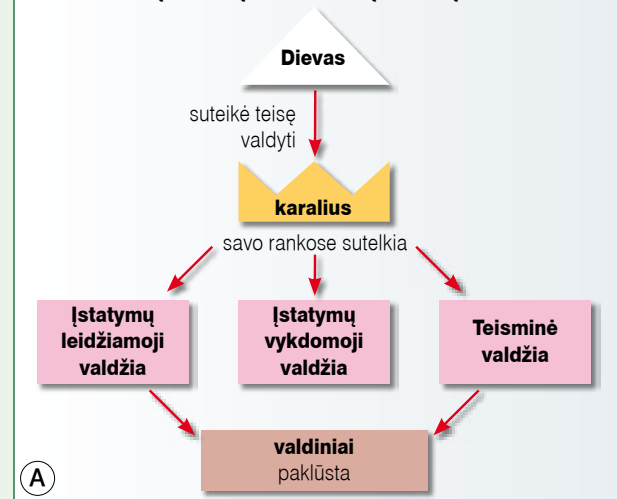 Dievas
suteikė teisę
valdyti
karalius
savo rankose sutelkia
Įstatymų
leidžiamoji
valdžia
Įstatymų
vykdomoji
valdžia
Teisminė
valdžia
valdiniai
paklūsta
A